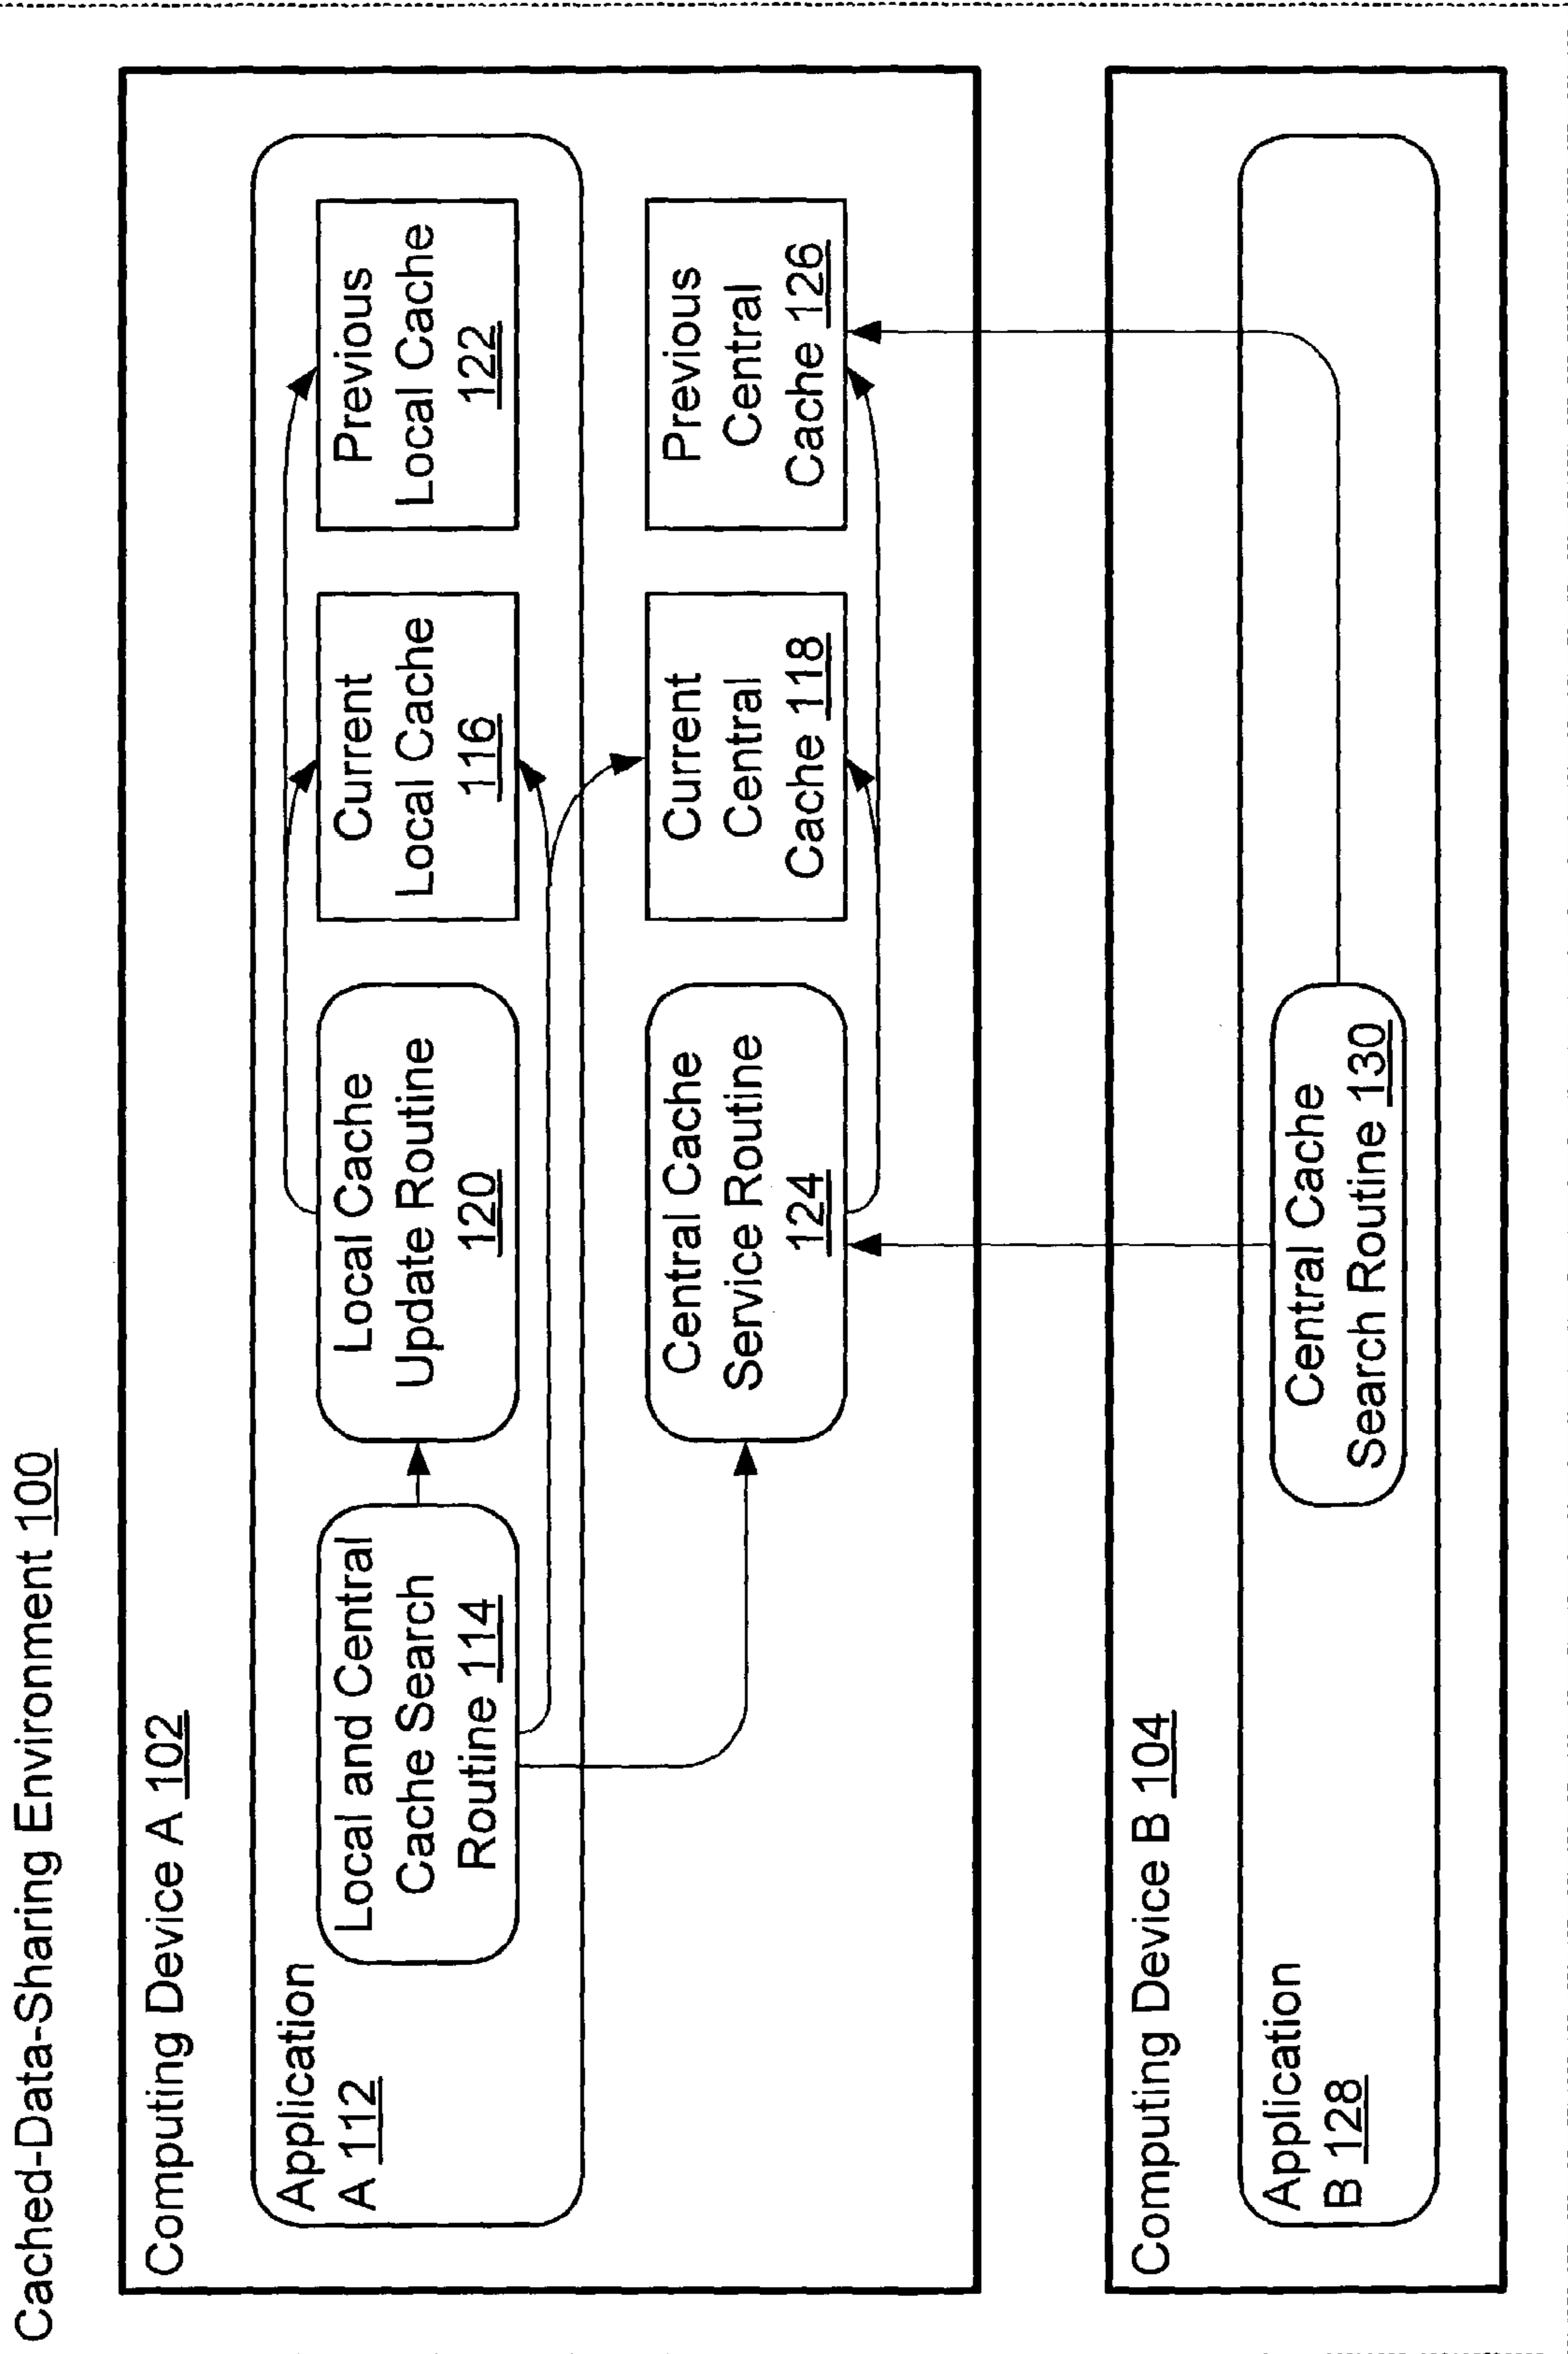 Cached-Data-Sharing Environment 100
Computing Device A 102
Application
A 112
Local and Central
Cache Search
Routine 114
Local Cache
Update Routine
120
Current
Local Cache
116
Previous
Local Cache
122
Central Cache
Service Routine
124
Current
Central
Cache 118
Previous
Central
Cache 126
Computing Device B 104
Application
B 128
Central Cache
Search Routine 130